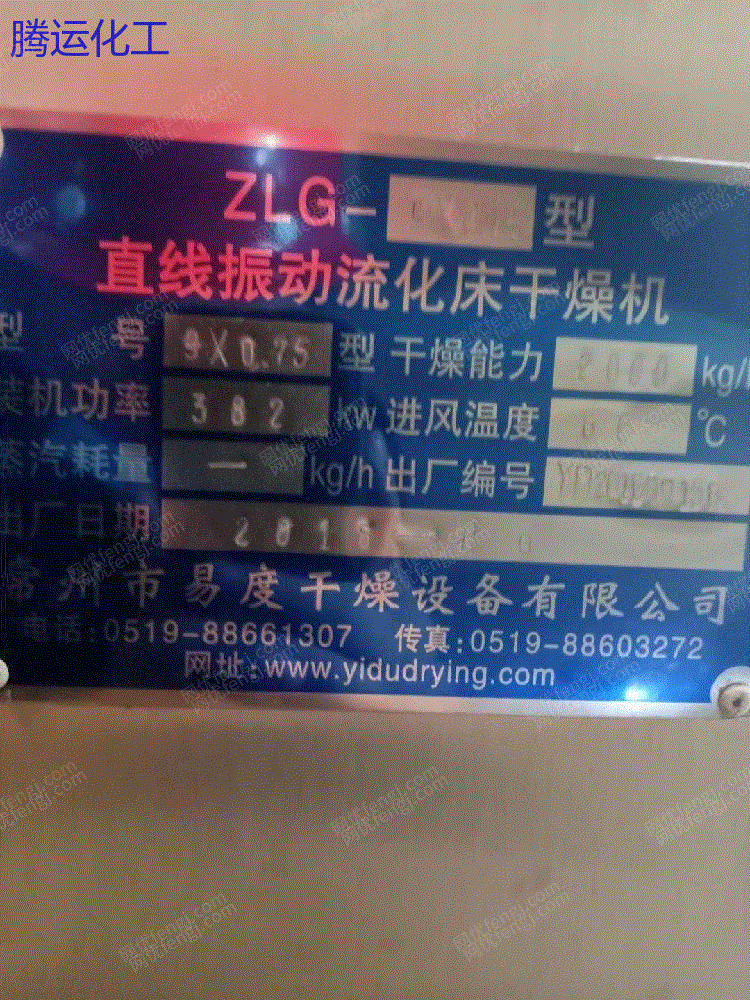 腾运化工
ZLG- 型
直线振动流化床干燥机
型 号 9X0.75 型 干燥能力 2000 kg/h
装机功率 382 kw 进风温度 ℃
蒸汽耗量 — kg/h 出厂编号
出厂日期
常州市易度干燥设备有限公司
电话:0519-88661307 传真:0519-88603272
网址:www.yidudrying.com